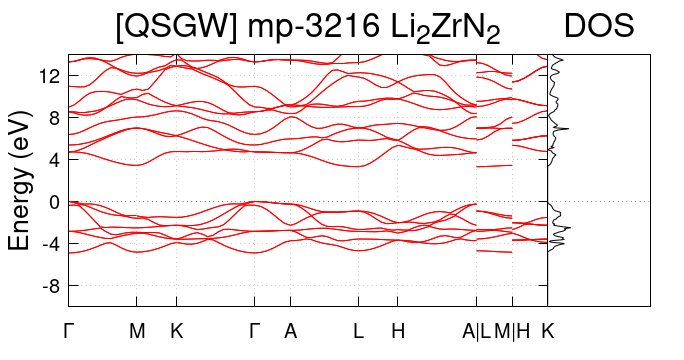 [QSGW] mp-3216 Li₂ZrN₂ DOS
Energy (eV)
12
8
4
0
-4
-8
Γ M K Γ A L H A|L M|H K